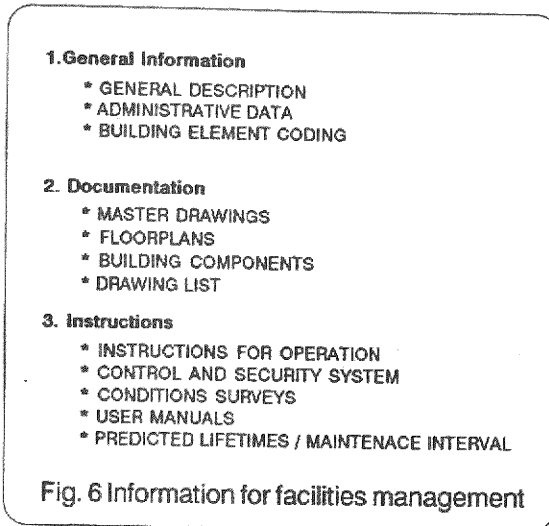 1.General Information
* GENERAL DESCRIPTION
* ADMINISTRATIVE DATA
* BUILDING ELEMENT CODING
2. Documentation
* MASTER DRAWINGS
* FLOORPLANS
* BUILDING COMPONENTS
* DRAWING LIST
3. Instructions
* INSTRUCTIONS FOR OPERATION
* CONTROL AND SECURITY SYSTEM
* CONDITIONS SURVEYS
* USER MANUALS
* PREDICTED LIFETIMES / MAINTENACE INTERVAL
Fig. 6 Information for facilities management